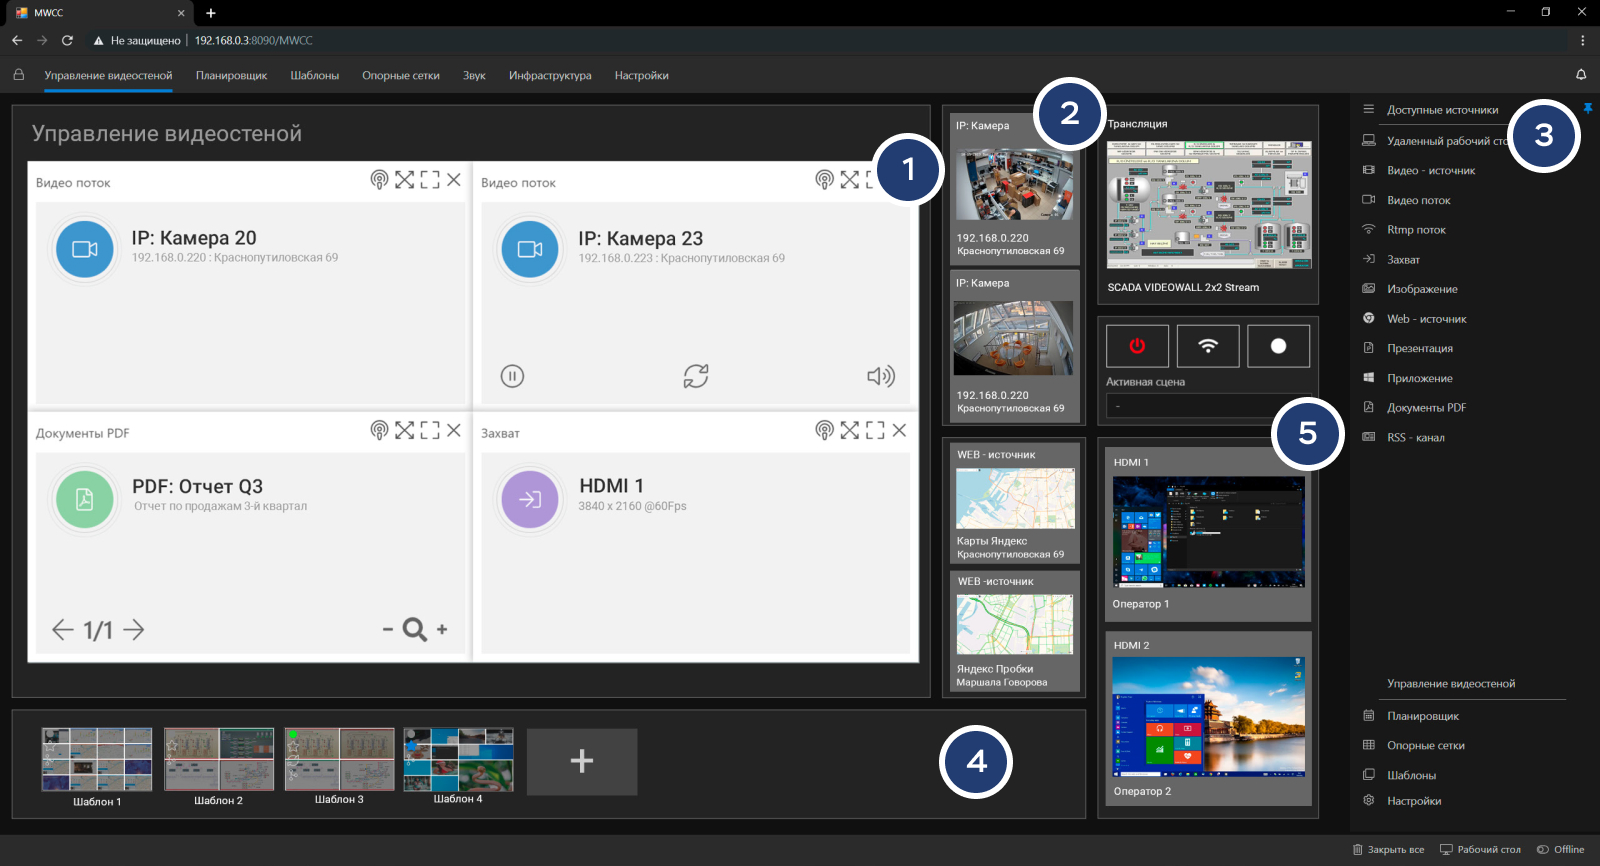 MWCC
Не защищено
192.168.0.3:8090/MWCC
Управление видеостеной
Планировщик
Шаблоны
Опорные сетки
Звук
Инфраструктура
Настройки
Управление видеостеной
1
Видео поток
IP: Камера 20
192.168.0.220 : Краснопутиловская 69
Видео поток
IP: Камера 23
192.168.0.223 : Краснопутиловская 69
Документы PDF
PDF: Отчет Q3
Отчет по продажам 3-й квартал
1/1
Захват
HDMI 1
3840 x 2160 @60Fps
2
IP: Камера
192.168.0.220
Краснопутиловская 69
IP: Камера
192.168.0.220
Краснопутиловская 69
WEB - источник
Карты Яндекс
Краснопутиловская 69
WEB -источник
Яндекс Пробки
Маршала Говорова
Трансляция
SCADA VIDEOWALL 2x2 Stream
Активная сцена
-
5
HDMI 1
Оператор 1
HDMI 2
Оператор 2
3
Доступные источники
Удаленный рабочий сто
Видео - источник
Видео поток
Rtmp поток
Захват
Изображение
Web - источник
Презентация
Приложение
Документы PDF
RSS - канал
Управление видеостеной
Планировщик
Опорные сетки
Шаблоны
Настройки
4
Шаблон 1
Шаблон 2
Шаблон 3
Шаблон 4
+
Закрыть все
Рабочий стол
Offline